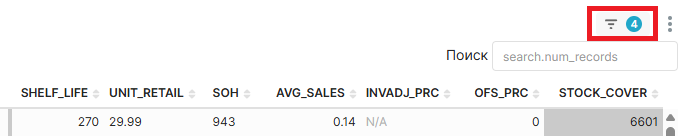 4
Поиск search.num_records
SHELF_LIFE UNIT_RETAIL SOH AVG_SALES INVADJ_PRC OFS_PRC STOCK_COVER
270 29.99 943 0.14 N/A 0 6601